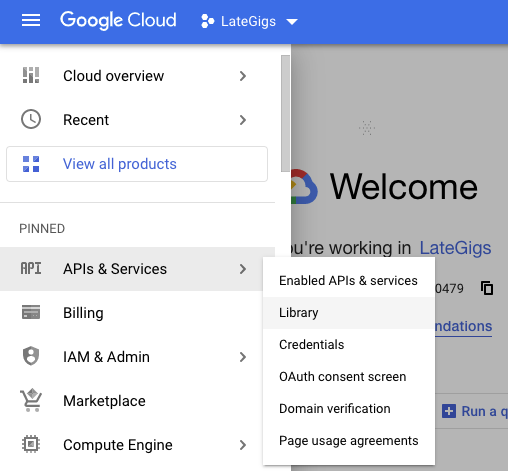 Google Cloud
LateGigs
Cloud overview
Recent
View all products
PINNED
API APIs & Services
Billing
IAM & Admin
Marketplace
Compute Engine
Enabled APIs & services
Library
Credentials
OAuth consent screen
Domain verification
Page usage agreements
Welcome
ou're working in LateGigs
0479
ndations
Run a q